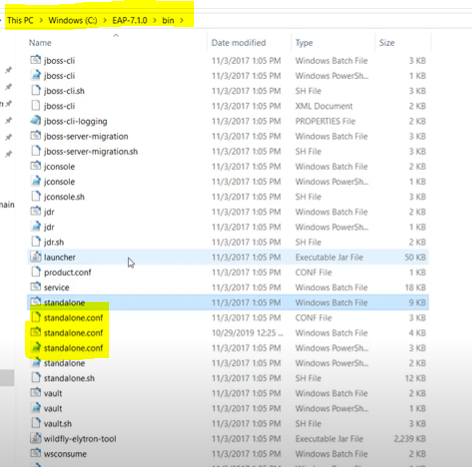 This PC > Windows (C:) > EAP-7.1.0 > bin >
Name Date modified Type Size
jboss-cli 11/3/2017 1:05 PM Windows Batch File 3 KB
jboss-cli 11/3/2017 1:05 PM Windows PowerSh... 1 KB
jboss-cli.sh 11/3/2017 1:05 PM SH File 3 KB
jboss-cli 11/3/2017 1:05 PM XML Document 2 KB
jboss-cli-logging 11/3/2017 1:05 PM PROPERTIES File 2 KB
jboss-server-migration 11/3/2017 1:05 PM Windows Batch File 3 KB
jboss-server-migration.sh 11/3/2017 1:05 PM SH File 3 KB
jconsole 11/3/2017 1:05 PM Windows Batch File 3 KB
jconsole 11/3/2017 1:05 PM Windows PowerSh... 1 KB
jconsole.sh 11/3/2017 1:05 PM SH File 3 KB
jdr 11/3/2017 1:05 PM Windows Batch File 2 KB
jdr 11/3/2017 1:05 PM Windows PowerSh... 1 KB
jdr.sh 11/3/2017 1:05 PM SH File 2 KB
launcher 11/3/2017 1:05 PM Executable Jar File 50 KB
product.conf 11/3/2017 1:05 PM CONF File 1 KB
service 11/3/2017 1:05 PM Windows Batch File 18 KB
standalone 11/3/2017 1:05 PM Windows Batch File 9 KB
standalone.conf 11/3/2017 1:05 PM CONF File 3 KB
standalone.conf 10/29/2019 12:25 ... Windows Batch File 4 KB
standalone.conf 11/3/2017 1:05 PM Windows PowerSh... 3 KB
standalone 11/3/2017 1:05 PM Windows PowerSh... 2 KB
standalone.sh 11/3/2017 1:05 PM SH File 12 KB
vault 11/3/2017 1:05 PM Windows Batch File 2 KB
vault 11/3/2017 1:05 PM Windows PowerSh... 1 KB
vault.sh 11/3/2017 1:05 PM SH File 3 KB
wildfly-elytron-tool 11/3/2017 1:05 PM Executable Jar File 2,239 KB
wsconsume 11/3/2017 1:05 PM Windows Batch File 2 KB